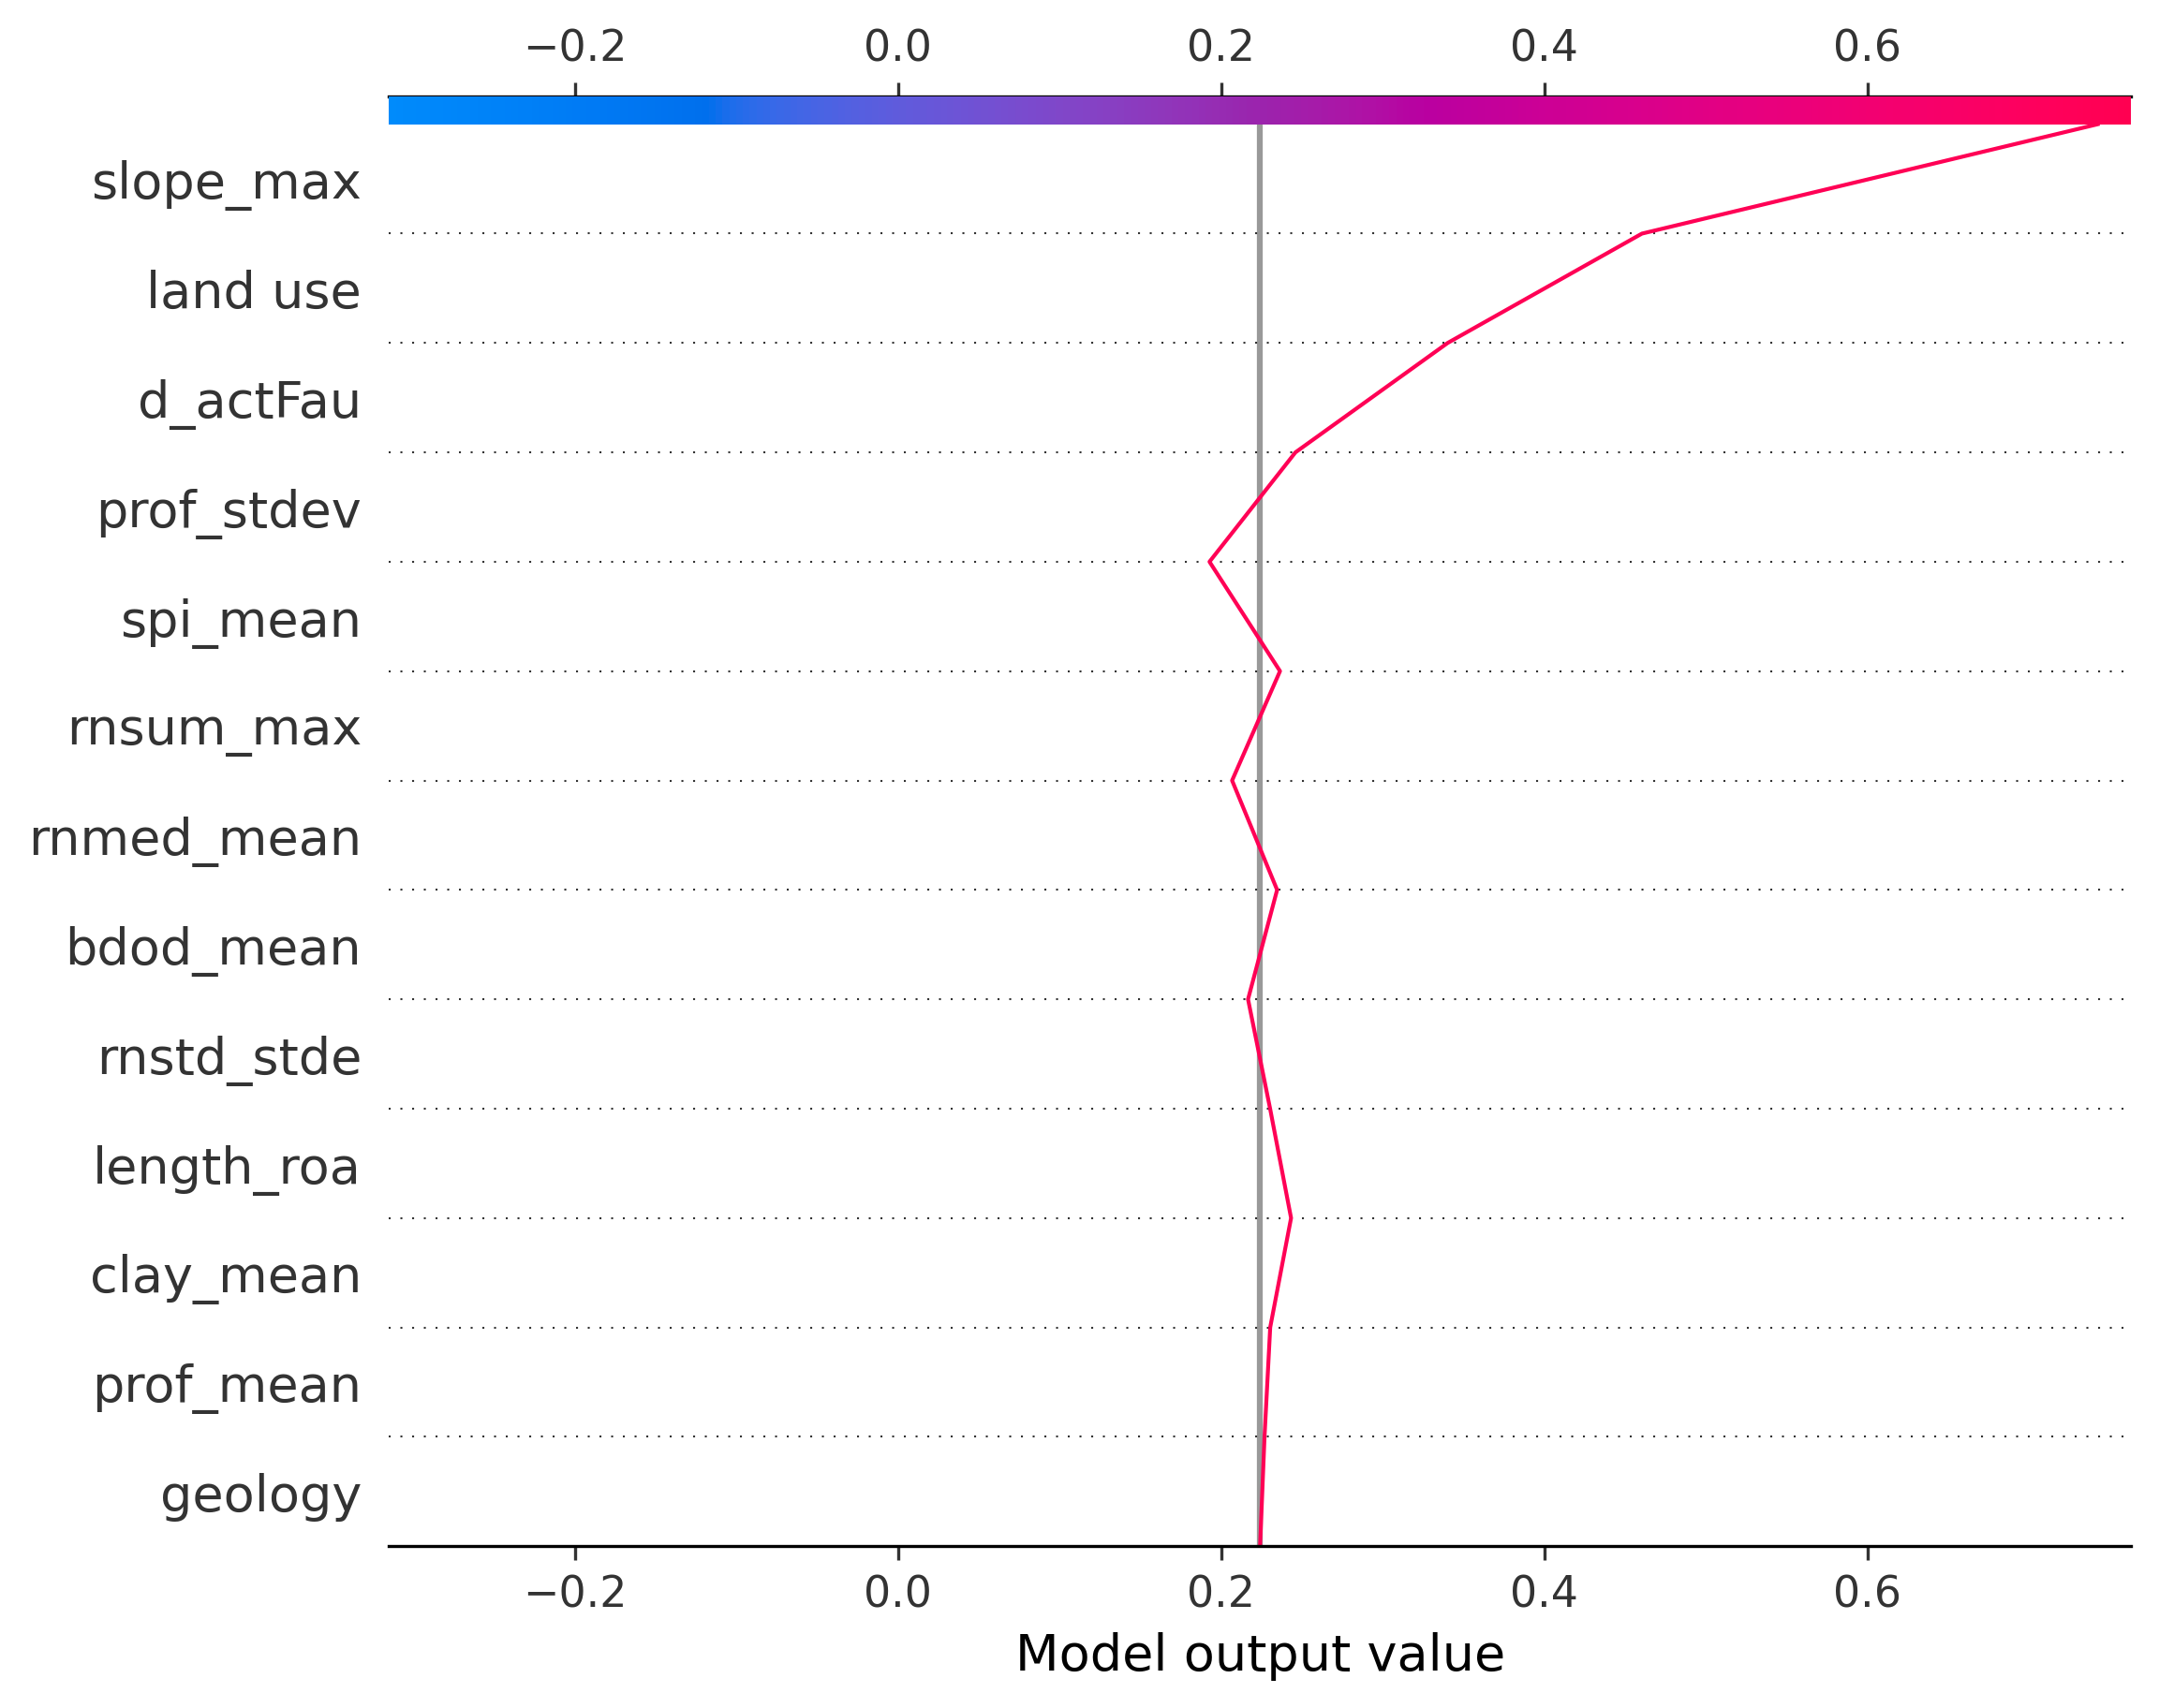 −0.2 0.0 0.2 0.4 0.6
slope_max
land use
d_actFau
prof_stdev
spi_mean
rnsum_max
rnmed_mean
bdod_mean
rnstd_stde
length_roa
clay_mean
prof_mean
geology
−0.2 0.0 0.2 0.4 0.6
Model output value